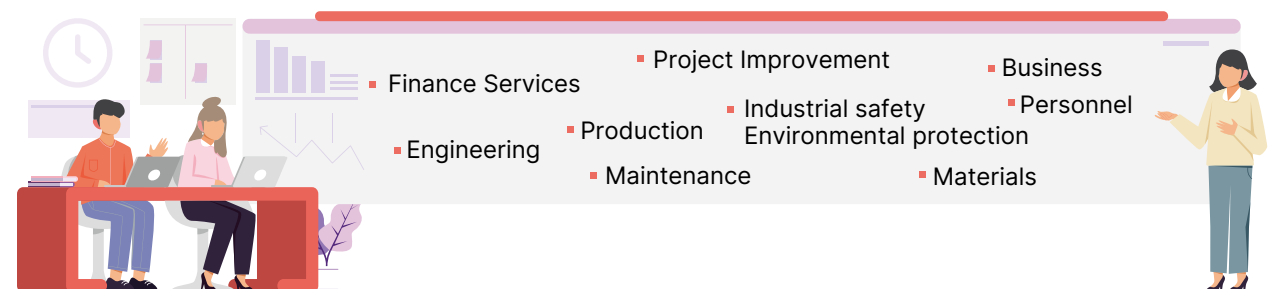 Finance Services
Project Improvement
Business
Industrial safety
Environmental protection
Personnel
Production
Engineering
Maintenance
Materials